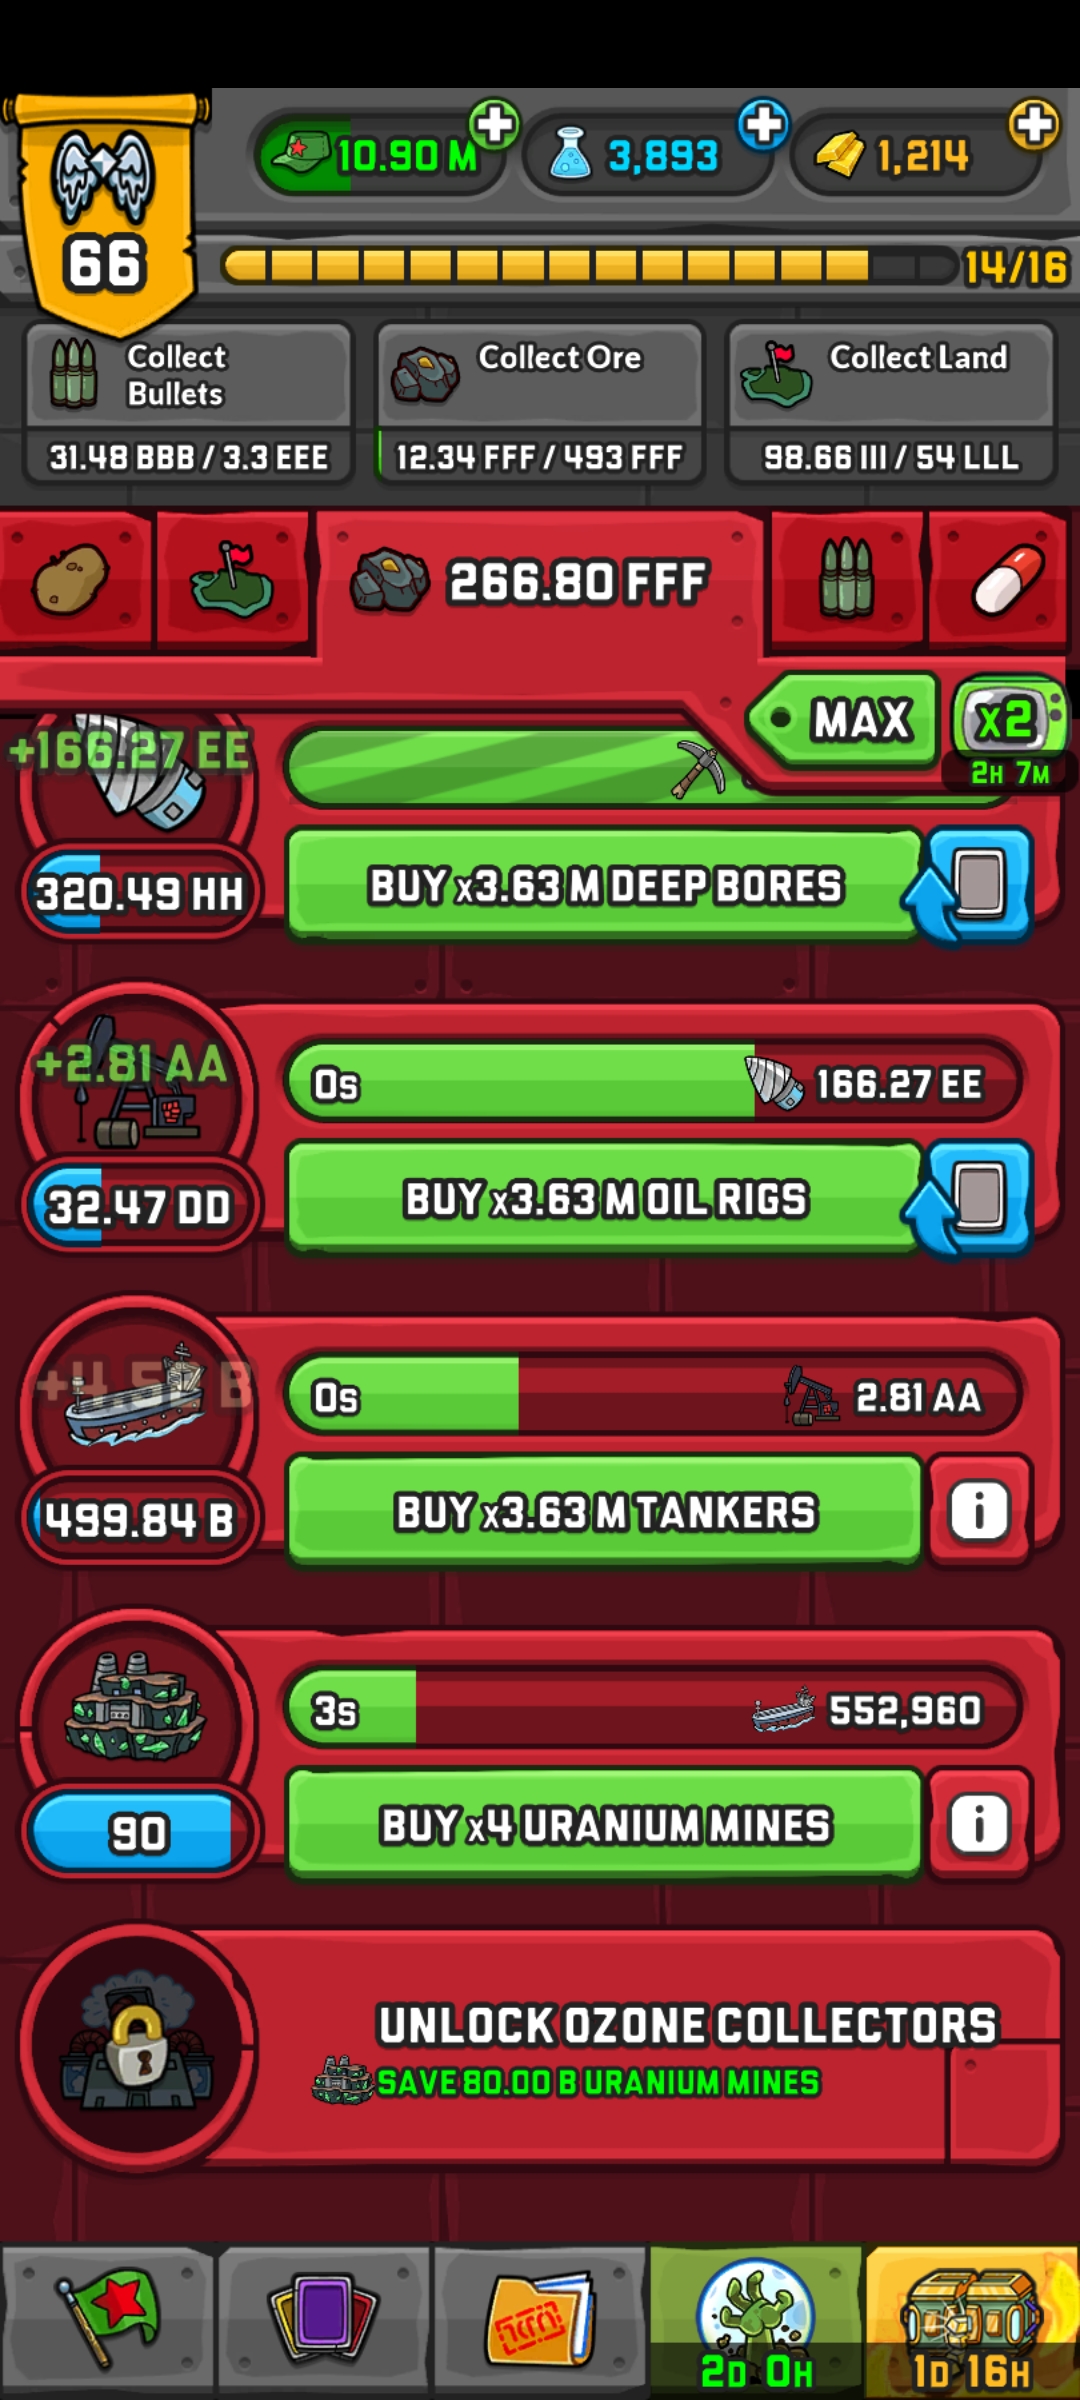 10.90 M
3,893
1,214
66
14/16
Collect
Bullets
Collect Ore
Collect Land
31.48 BBB / 3.3 EEE
12.34 FFF / 493 FFF
98.66 III / 54 LLL
266.80 FFF
MAX
x2
2H 7M
+166.27 EE
320.49 HH
BUY x3.63 M DEEP BORES
+2.81 AA
0s
166.27 EE
32.47 DD
BUY x3.63 M OIL RIGS
0s
2.81 AA
499.84 B
BUY x3.63 M TANKERS
i
3s
552,960
90
BUY x4 URANIUM MINES
i
UNLOCK OZONE COLLECTORS
SAVE 80.00 B URANIUM MINES
2D 0H
1D 16H